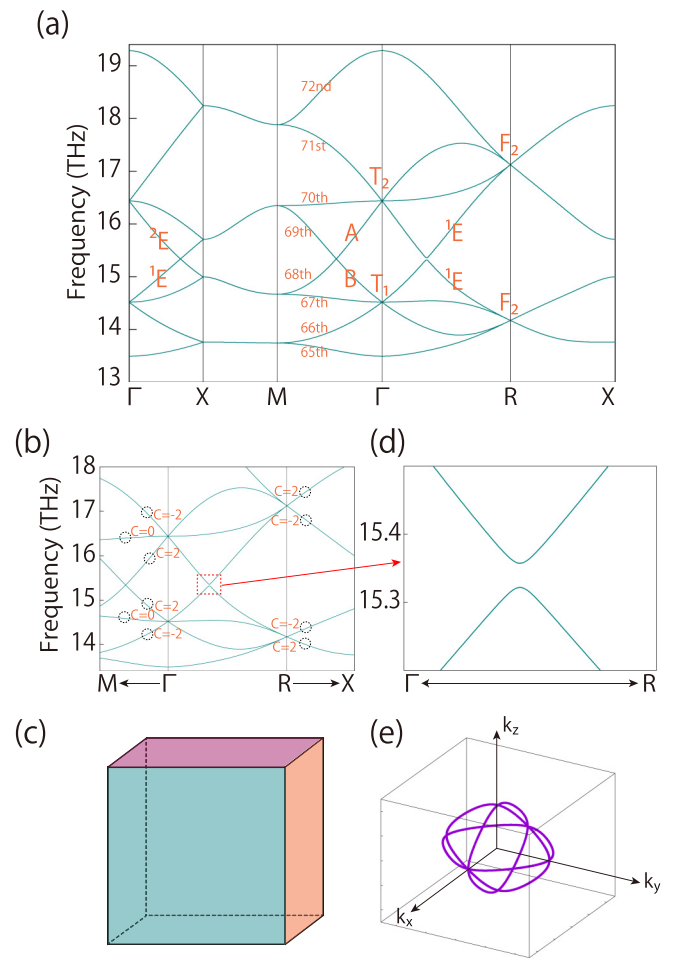 (a)
Frequency (THz)
19
18
17
16
15
14
13
72nd
71st
70th
69th
68th
67th
66th
65th
²E
¹E
A
B
T₂
T₁
¹E
¹E
F₂
F₂
Γ X M Γ R X
(b)
Frequency (THz)
18
17
16
15
14
C=-2
C=0
C=2
C=2
C=0
C=-2
C=2
C=-2
C=-2
C=2
M Γ R X
(d)
15.4
15.3
Γ R
(c)
(e)
k_z
k_y
k_x